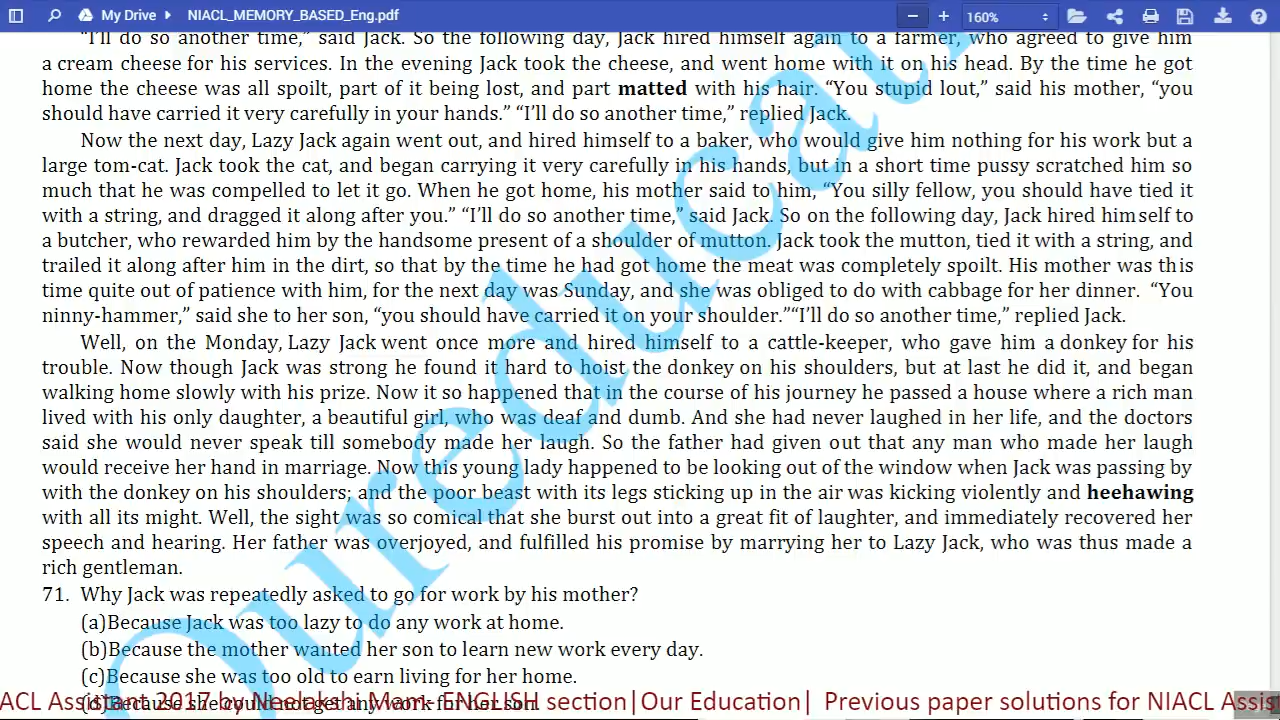 My Drive NIACL_MEMORY_BASED_Eng.pdf 160%
"I'll do so another time," said Jack. So the following day, Jack hired himself again to a farmer, who agreed to give him
a cream cheese for his services. In the evening Jack took the cheese, and went home with it on his head. By the time he got
home the cheese was all spoilt, part of it being lost, and part matted with his hair. “You stupid lout,” said his mother, “you
should have carried it very carefully in your hands.” “I’ll do so another time,” replied Jack.
Now the next day, Lazy Jack again went out, and hired himself to a baker, who would give him nothing for his work but a
large tom-cat. Jack took the cat, and began carrying it very carefully in his hands, but in a short time pussy scratched him so
much that he was compelled to let it go. When he got home, his mother said to him, “You silly fellow, you should have tied it
with a string, and dragged it along after you.” “I’ll do so another time,” said Jack. So on the following day, Jack hired himself to
a butcher, who rewarded him by the handsome present of a shoulder of mutton. Jack took the mutton, tied it with a string, and
trailed it along after him in the dirt, so that by the time he had got home the meat was completely spoilt. His mother was this
time quite out of patience with him, for the next day was Sunday, and she was obliged to do with cabbage for her dinner. “You
ninny-hammer,” said she to her son, “you should have carried it on your shoulder.”“I’ll do so another time,” replied Jack.
Well, on the Monday, Lazy Jack went once more and hired himself to a cattle-keeper, who gave him a donkey for his
trouble. Now though Jack was strong he found it hard to hoist the donkey on his shoulders, but at last he did it, and began
walking home slowly with his prize. Now it so happened that in the course of his journey he passed a house where a rich man
lived with his only daughter, a beautiful girl, who was deaf and dumb. And she had never laughed in her life, and the doctors
said she would never speak till somebody made her laugh. So the father had given out that any man who made her laugh
would receive her hand in marriage. Now this young lady happened to be looking out of the window when Jack was passing by
with the donkey on his shoulders; and the poor beast with its legs sticking up in the air was kicking violently and heehawing
with all its might. Well, the sight was so comical that she burst out into a great fit of laughter, and immediately recovered her
speech and hearing. Her father was overjoyed, and fulfilled his promise by marrying her to Lazy Jack, who was thus made a
rich gentleman.
71. Why Jack was repeatedly asked to go for work by his mother?
(a)Because Jack was too lazy to do any work at home.
(b)Because the mother wanted her son to learn new work every day.
(c)Because she was too old to earn living for her home.
(d)Because she could not get any work for her son.
ACL Assistant 2017 by Neelakshi Mam- ENGLISH section|Our Education| Previous paper solutions for NIACL Assis
Oureducati